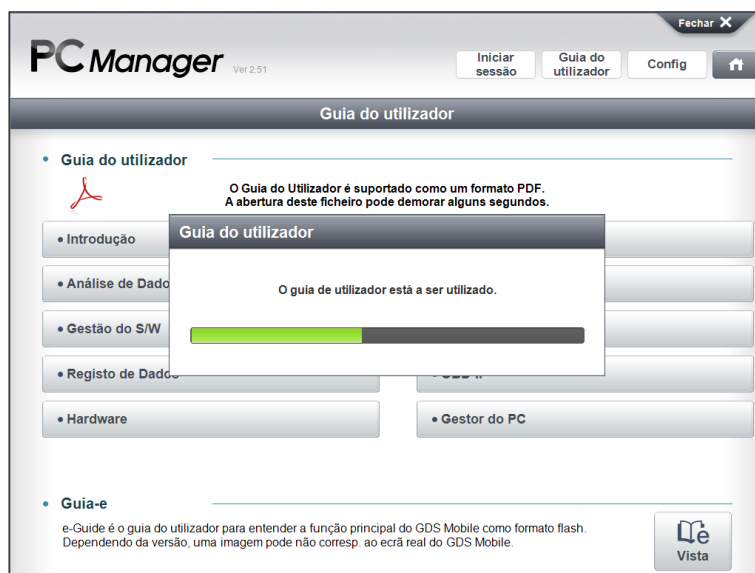 Fechar X
PC Manager Ver 2.51
Iniciar sessão
Guia do utilizador
Config
Guia do utilizador
Guia do utilizador
O Guia do Utilizador é suportado como um formato PDF.
A abertura deste ficheiro pode demorar alguns segundos.
Guia do utilizador
O guia de utilizador está a ser utilizado.
Introdução
Análise de Dado
Gestão do S/W
Registo de Dados
Hardware
Gestor do PC
Guia-e
e-Guide é o guia do utilizador para entender a função principal do GDS Mobile como formato flash.
Dependendo da versão, uma imagem pode não corresp. ao ecrã real do GDS Mobile.
e
Vista